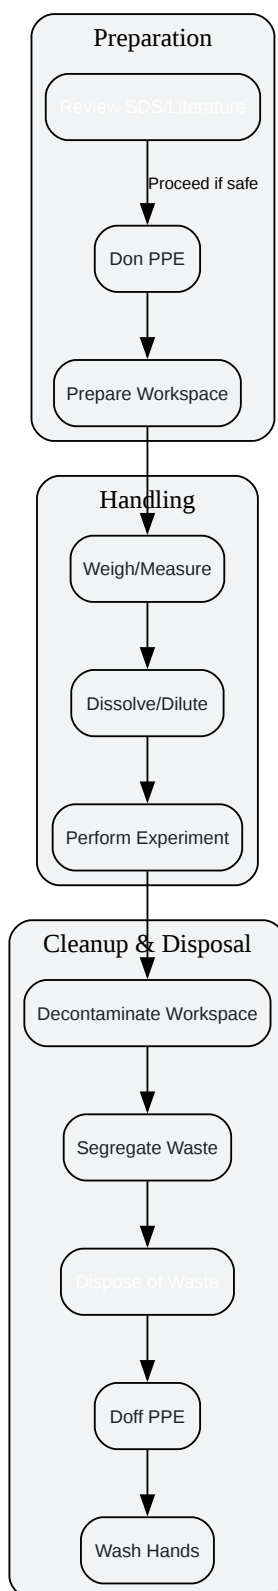 Preparation
Review SDS/Literature
Proceed if safe
Don PPE
Prepare Workspace
Handling
Weigh/Measure
Dissolve/Dilute
Perform Experiment
Cleanup & Disposal
Decontaminate Workspace
Segregate Waste
Dispose of Waste
Doff PPE
Wash Hands